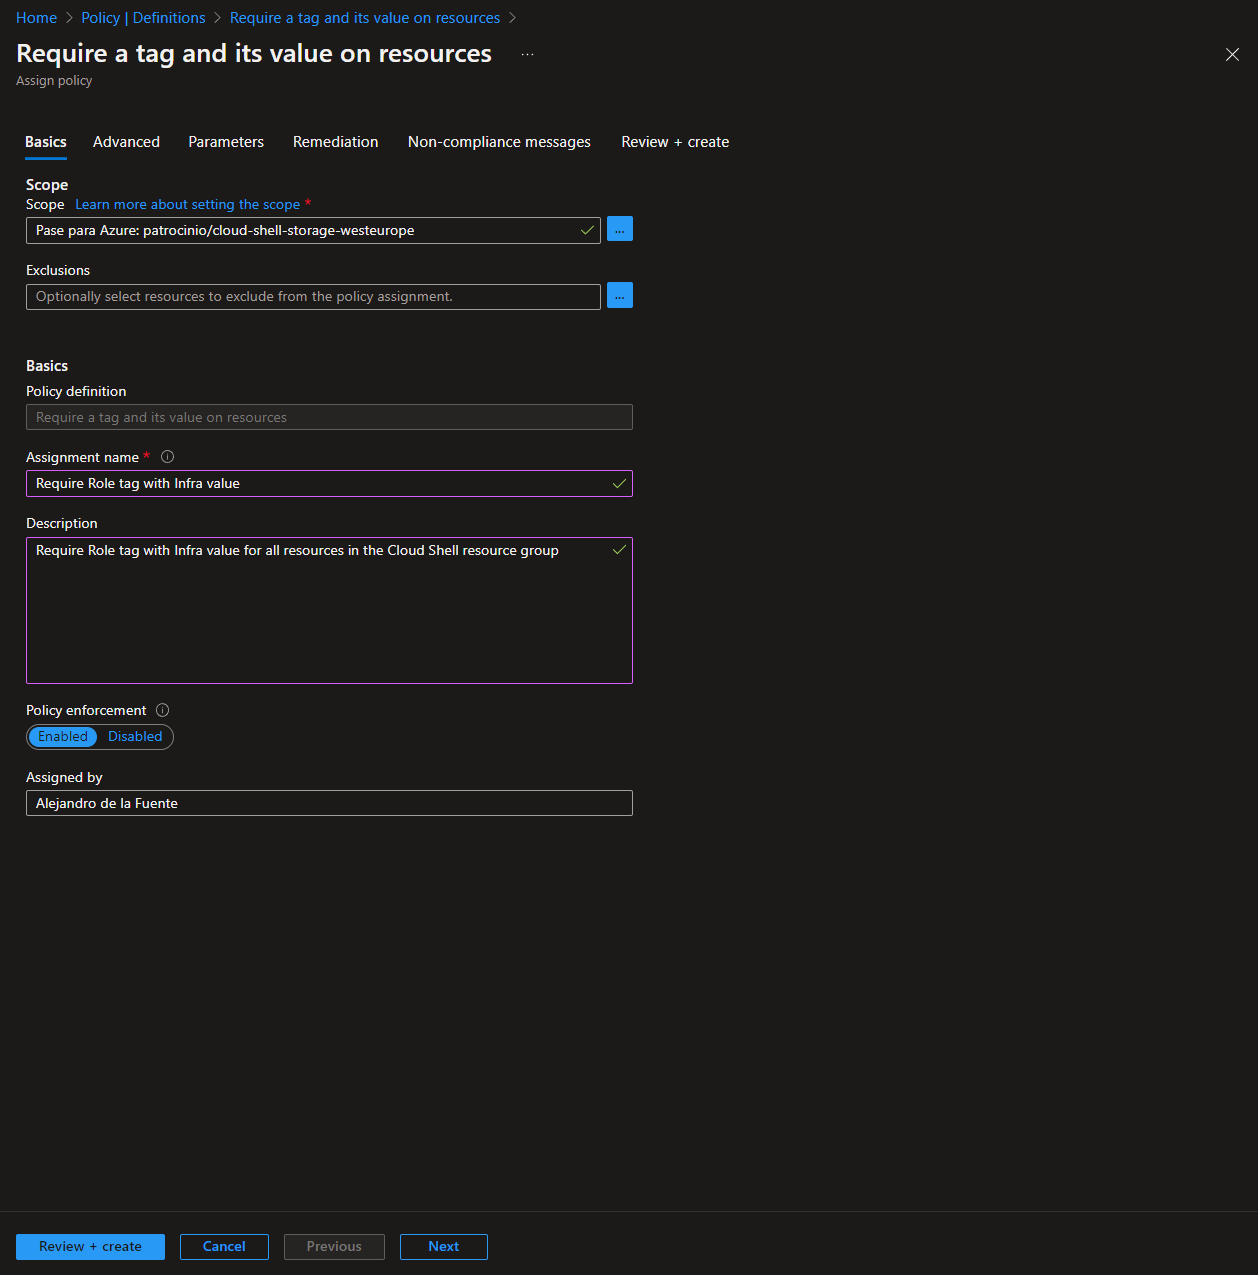 Home > Policy | Definitions > Require a tag and its value on resources >
Require a tag and its value on resources ...
Assign policy
Basics Advanced Parameters Remediation Non-compliance messages Review + create
Scope
Scope Learn more about setting the scope *
Pase para Azure: patrocinio/cloud-shell-storage-westeurope ...
Exclusions
Optionally select resources to exclude from the policy assignment. ...
Basics
Policy definition
Require a tag and its value on resources
Assignment name *
Require Role tag with Infra value
Description
Require Role tag with Infra value for all resources in the Cloud Shell resource group
Policy enforcement
Enabled Disabled
Assigned by
Alejandro de la Fuente
Review + create Cancel Previous Next